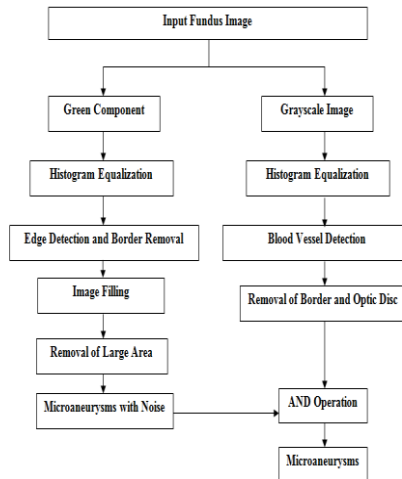 Input Fundus Image
Green Component
Grayscale Image
Histogram Equalization
Histogram Equalization
Edge Detection and Border Removal
Blood Vessel Detection
Image Filling
Removal of Border and Optic Disc
Removal of Large Area
Microaneurysms with Noise
AND Operation
Microaneurysms